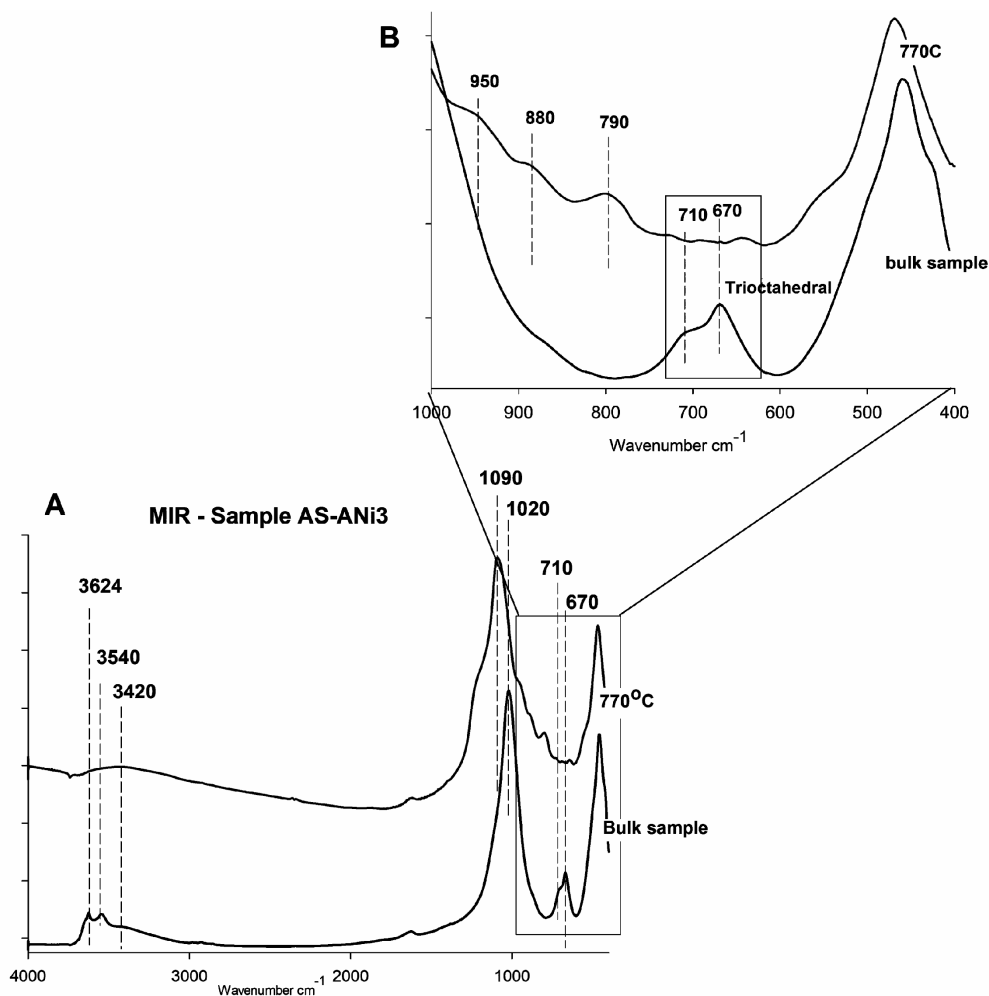 B
770C
950
880
790
710 670
Trioctahedral
bulk sample
1000 900 800 700 600 500 400
Wavenumber cm-1
A
MIR - Sample AS-ANi3
1090
1020
3624
710
670
3540
3420
770oC
Bulk sample
4000 3000 2000 1000
Wavenumber cm-1